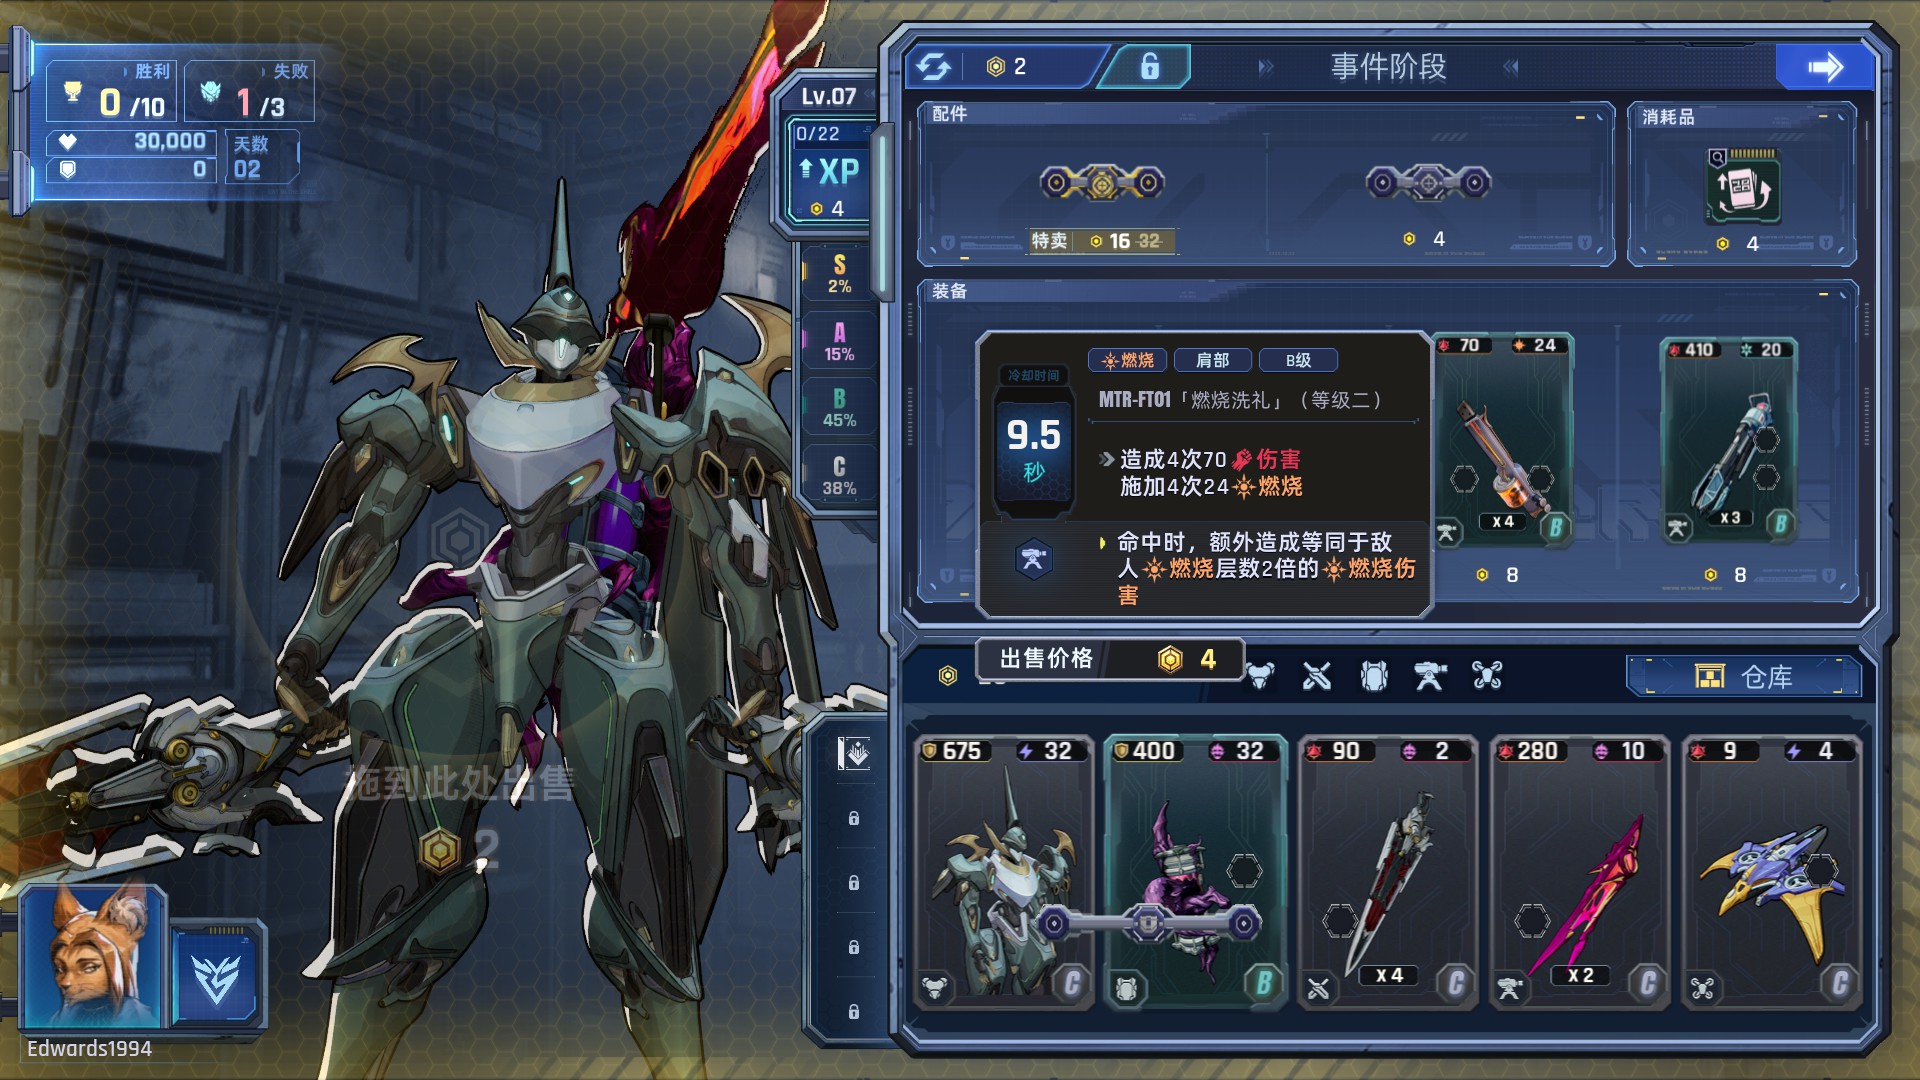 胜利
0/10
失败
1/3
30,000
0
天数
02
Lv.07
0/22
XP
4
S
2%
A
15%
B
45%
C
38%
2
事件阶段
配件
特卖 16 32
4
消耗品
4
装备
冷却时间
9.5
秒
燃烧 肩部 B级
MTR-FT01「燃烧洗礼」（等级二）
造成4次70伤害
施加4次24燃烧
命中时，额外造成等同于敌
人燃烧层数2倍的燃烧伤
害
70 24
x4 B
8
410 20
x3 B
8
出售价格 4
仓库
675 32
C
400 32
B
90 2
x4 C
280 10
x2 C
9 4
C
拖到此处出售
2
Edwards1994